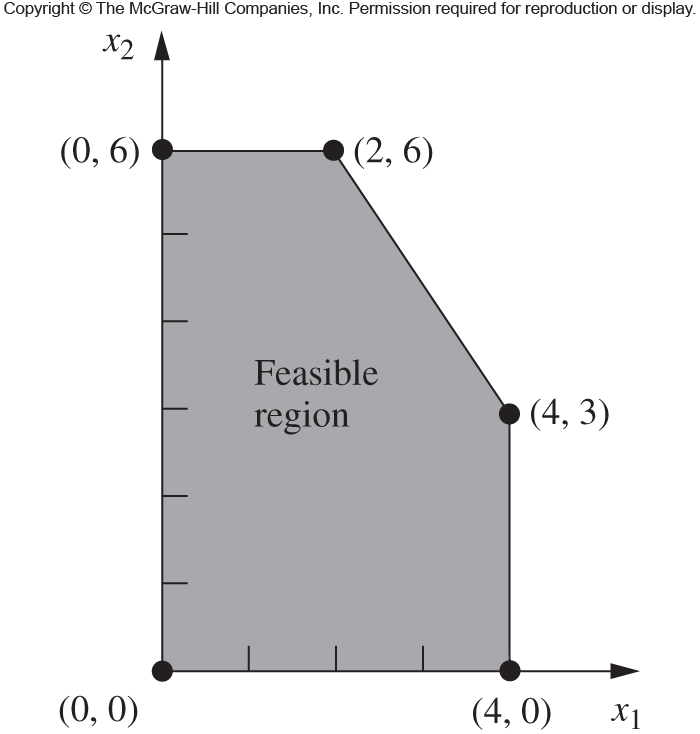 Copyright © The McGraw-Hill Companies, Inc. Permission required for reproduction or display.
x2
(0, 6)
(2, 6)
Feasible
region
(4, 3)
(0, 0)
(4, 0)
x1